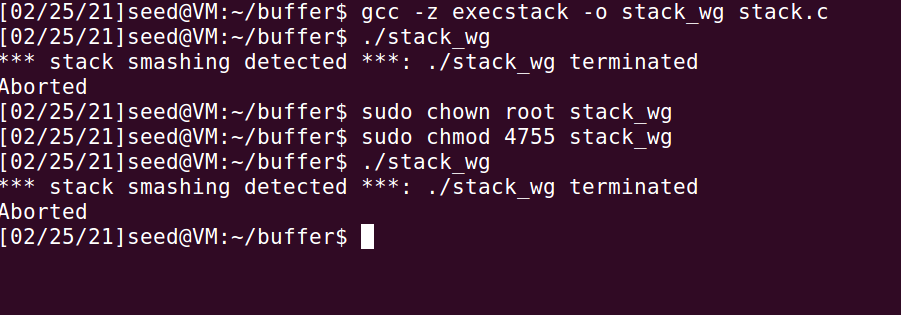 [02/25/21]seed@VM:~/buffer$ gcc -z execstack -o stack_wg stack.c
[02/25/21]seed@VM:~/buffer$ ./stack_wg
*** stack smashing detected ***: ./stack_wg terminated
Aborted
[02/25/21]seed@VM:~/buffer$ sudo chown root stack_wg
[02/25/21]seed@VM:~/buffer$ sudo chmod 4755 stack_wg
[02/25/21]seed@VM:~/buffer$ ./stack_wg
*** stack smashing detected ***: ./stack_wg terminated
Aborted
[02/25/21]seed@VM:~/buffer$